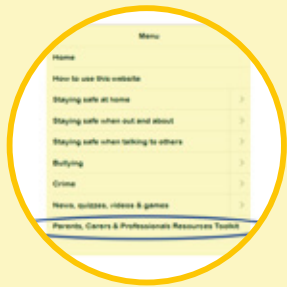 Menu
Home
How to use this website
Staying safe at home
Staying safe when out and about
Staying safe when talking to others
Bullying
Crime
News, quizzes, videos & games
Parents, Carers & Professionals Resources Toolkit